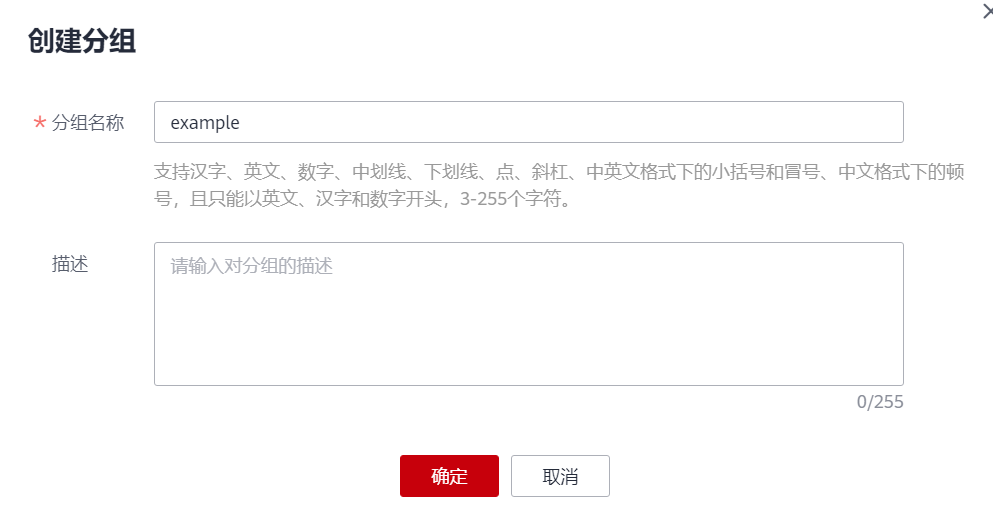 创建分组
* 分组名称 example
支持汉字、英文、数字、中划线、下划线、点、斜杠、中英文格式下的小括号和冒号、中文格式下的顿
号，且只能以英文、汉字和数字开头，3-255个字符。
描述 请输入对分组的描述
0/255
确定 取消